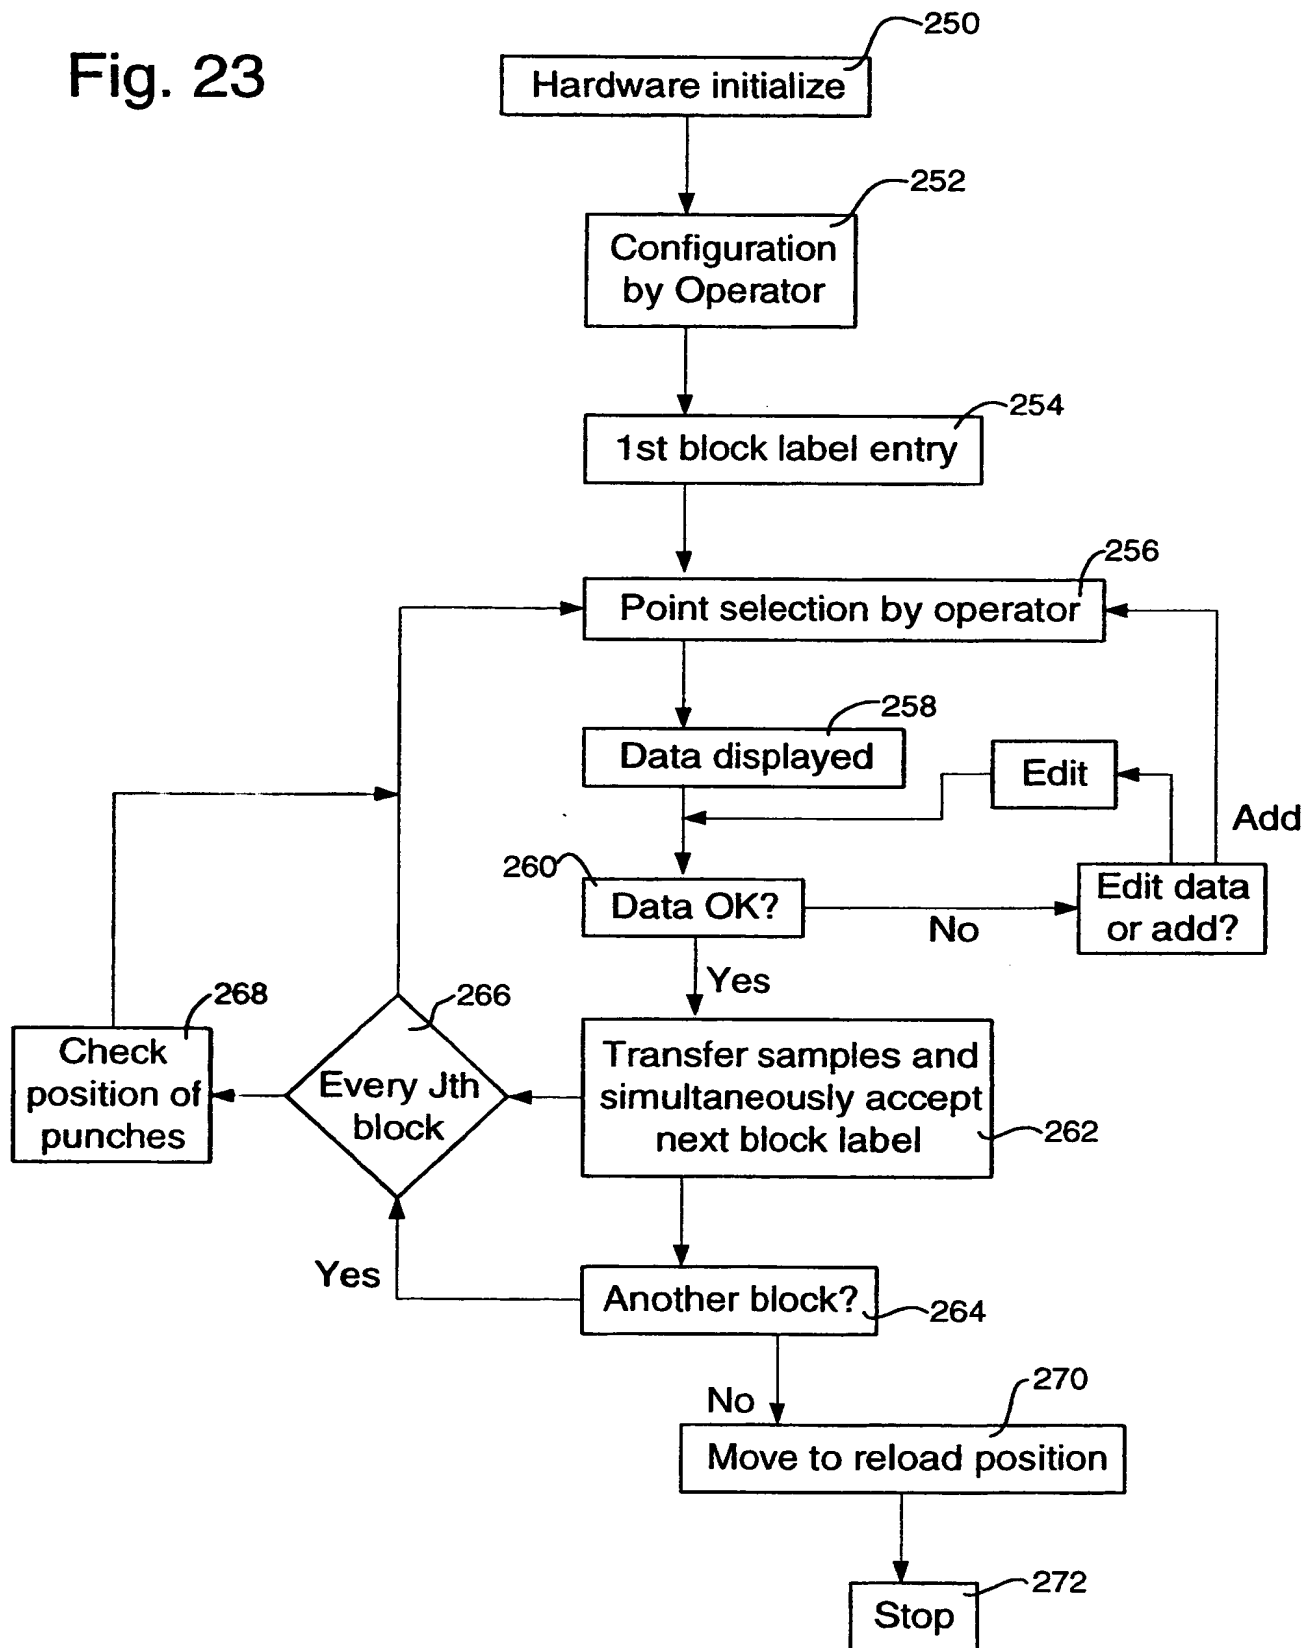 Fig. 23
250
Hardware initialize
252
Configuration
by Operator
254
1st block label entry
256
Point selection by operator
258
Data displayed
Edit
Add
260
Data OK?
No
Edit data
or add?
Yes
268
266
Check
position of
punches
Every Jth
block
Transfer samples and
simultaneously accept
next block label
262
Yes
Another block?
264
No
270
Move to reload position
272
Stop